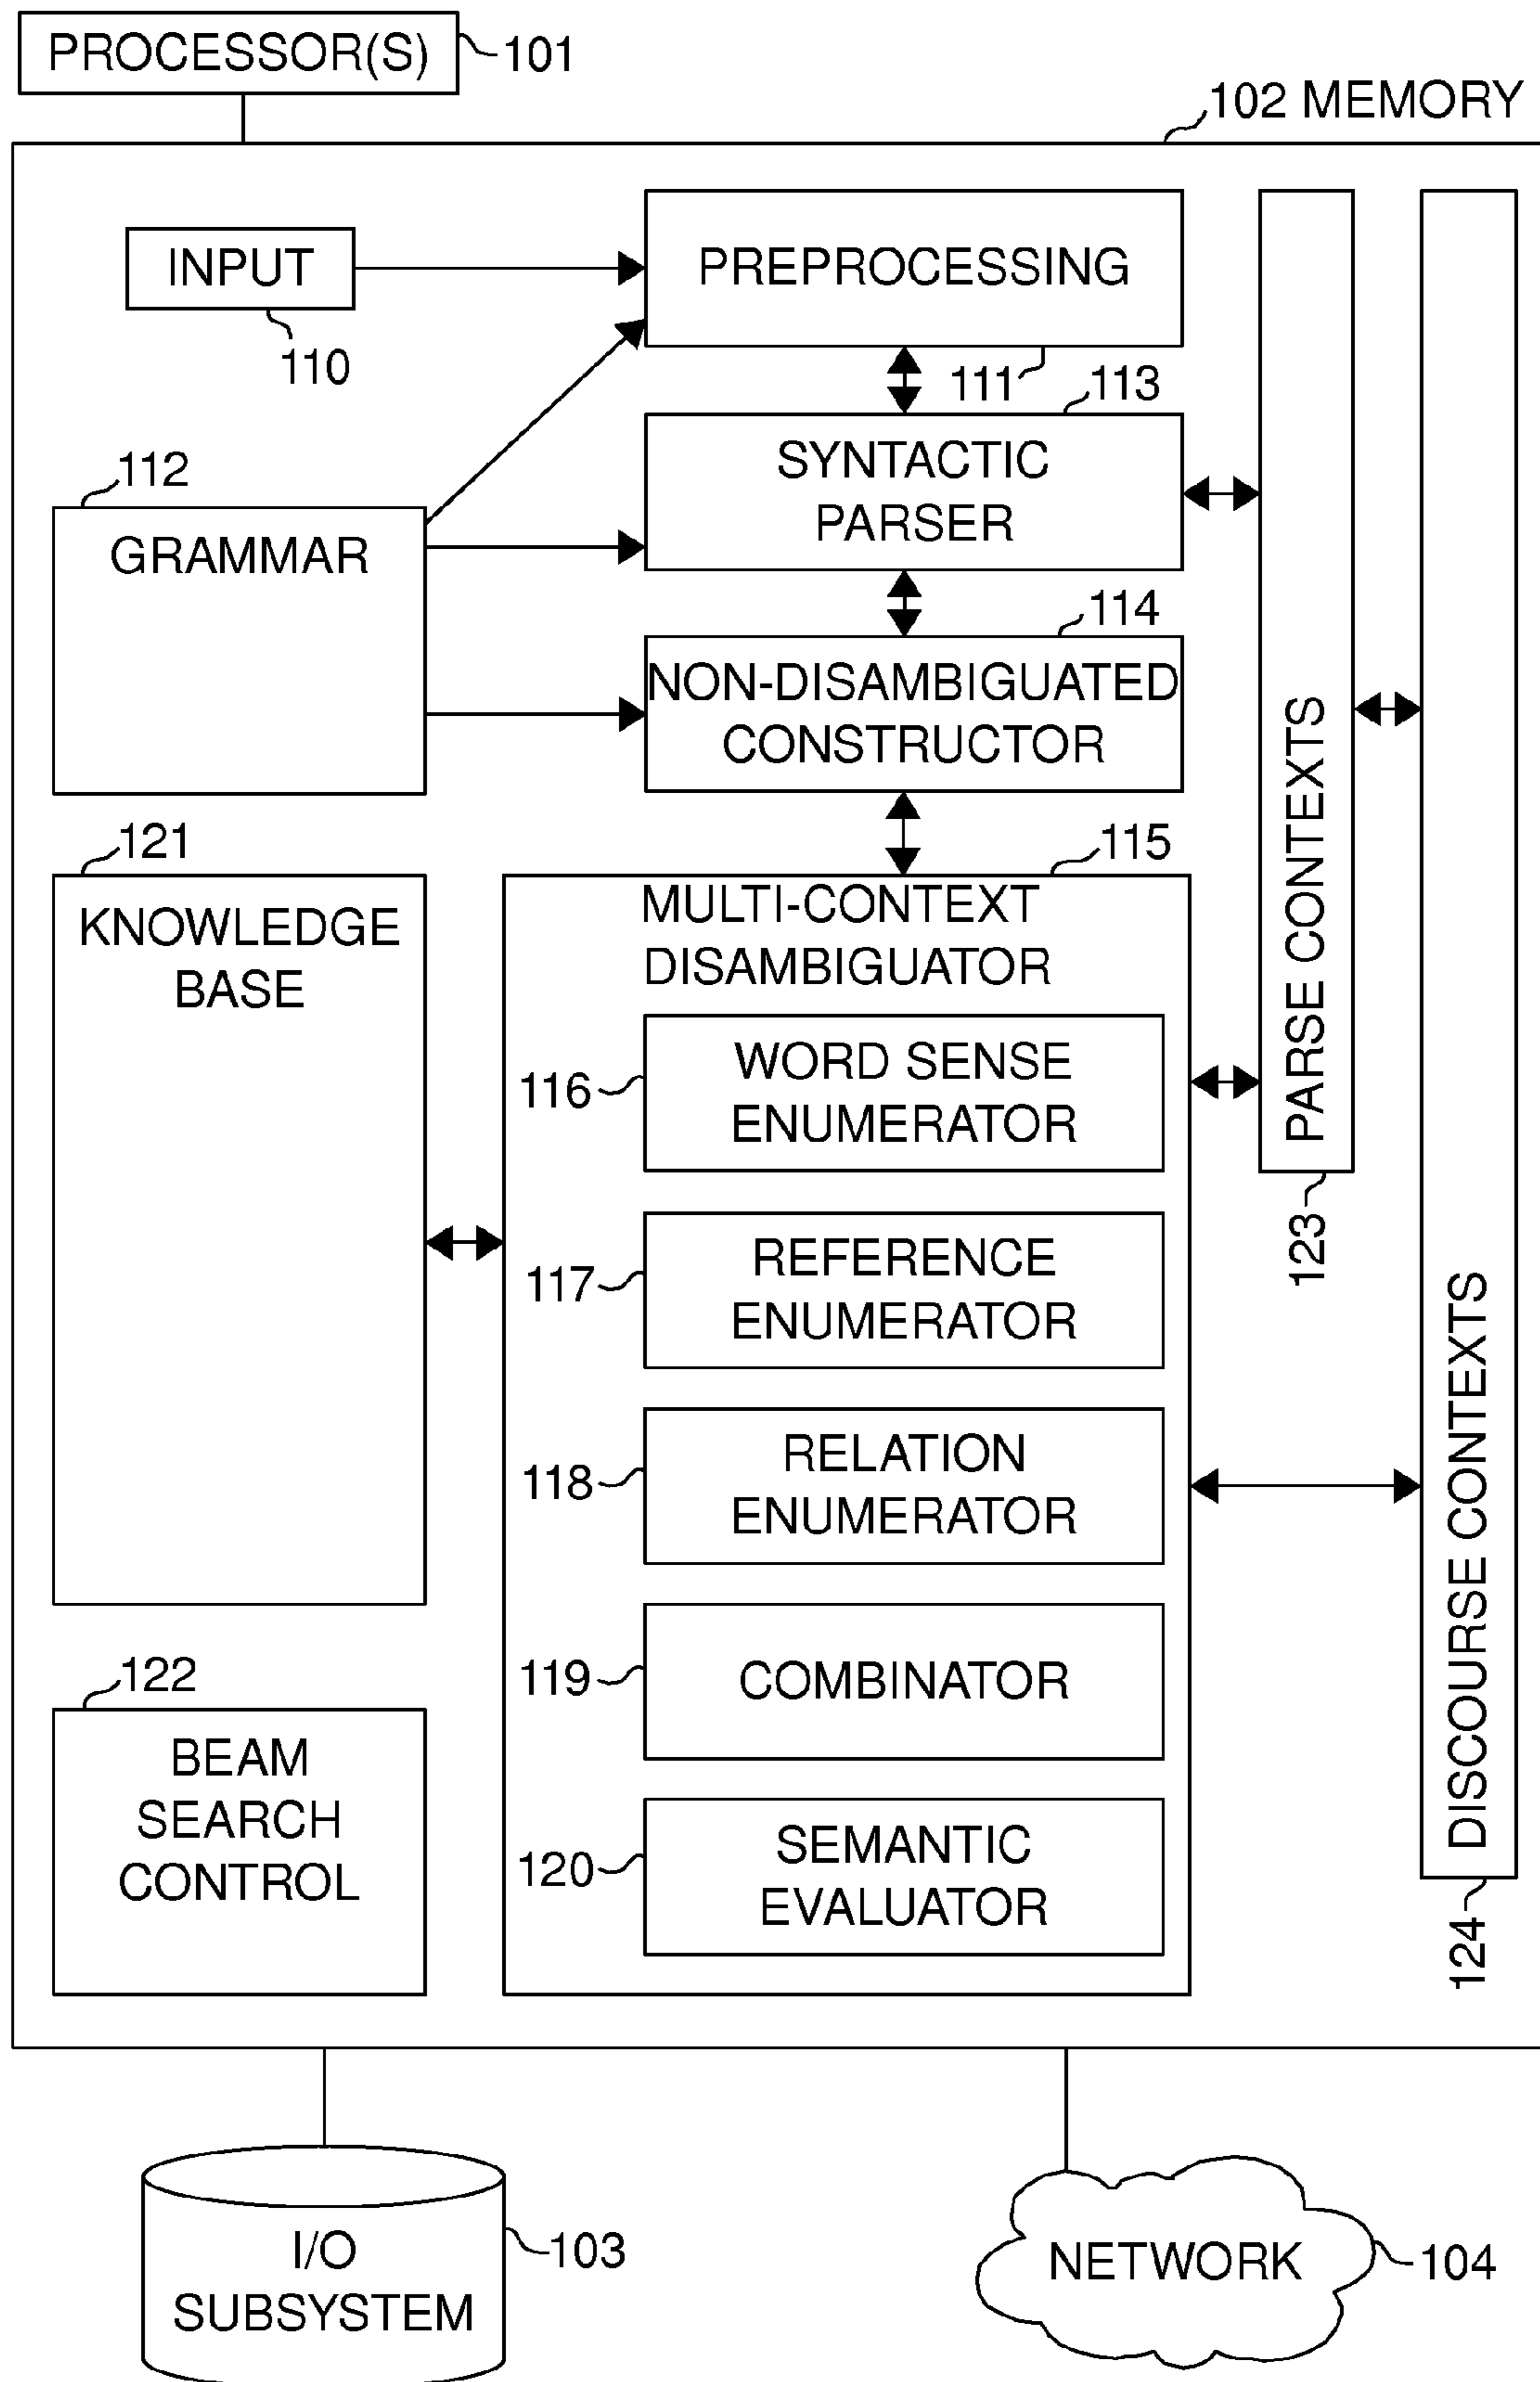 PROCESSOR(S)
101
102 MEMORY
INPUT
110
PREPROCESSING
111
113
SYNTACTIC
PARSER
112
GRAMMAR
114
NON-DISAMBIGUATED
CONSTRUCTOR
121
KNOWLEDGE
BASE
115
MULTI-CONTEXT
DISAMBIGUATOR
116
WORD SENSE
ENUMERATOR
117
REFERENCE
ENUMERATOR
118
RELATION
ENUMERATOR
119
COMBINATOR
120
SEMANTIC
EVALUATOR
PARSE CONTEXTS
123
DISCOURSE CONTEXTS
124
122
BEAM
SEARCH
CONTROL
I/O
SUBSYSTEM
103
NETWORK
104